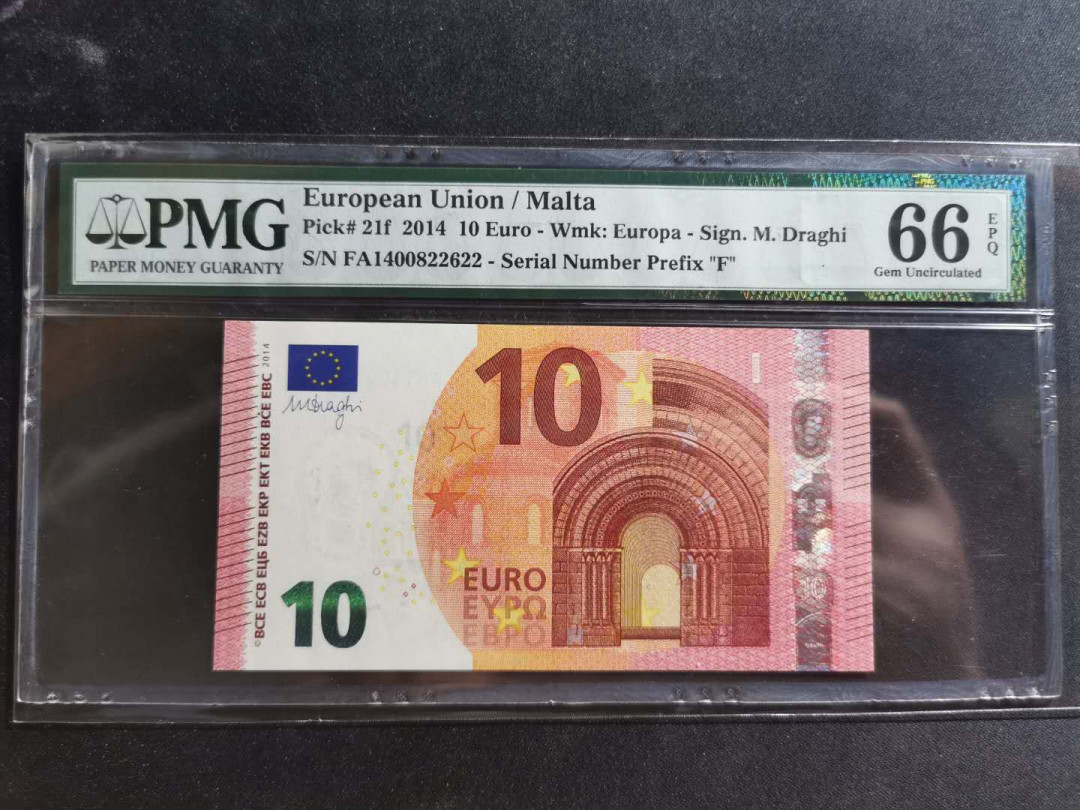 PMG
PAPER MONEY GUARANTY
European Union / Malta
Pick# 21f 2014 10 Euro - Wmk: Europa - Sign. M. Draghi
S/N FA1400822622 - Serial Number Prefix "F"
66
EPQ
Gem Uncirculated
©BCE ECB ЕЦБ EZB EKP EKT EKB BĊE EBC 2014
MDraghi
10
10
EURO
ΕΥΡΩ
ЕВРО